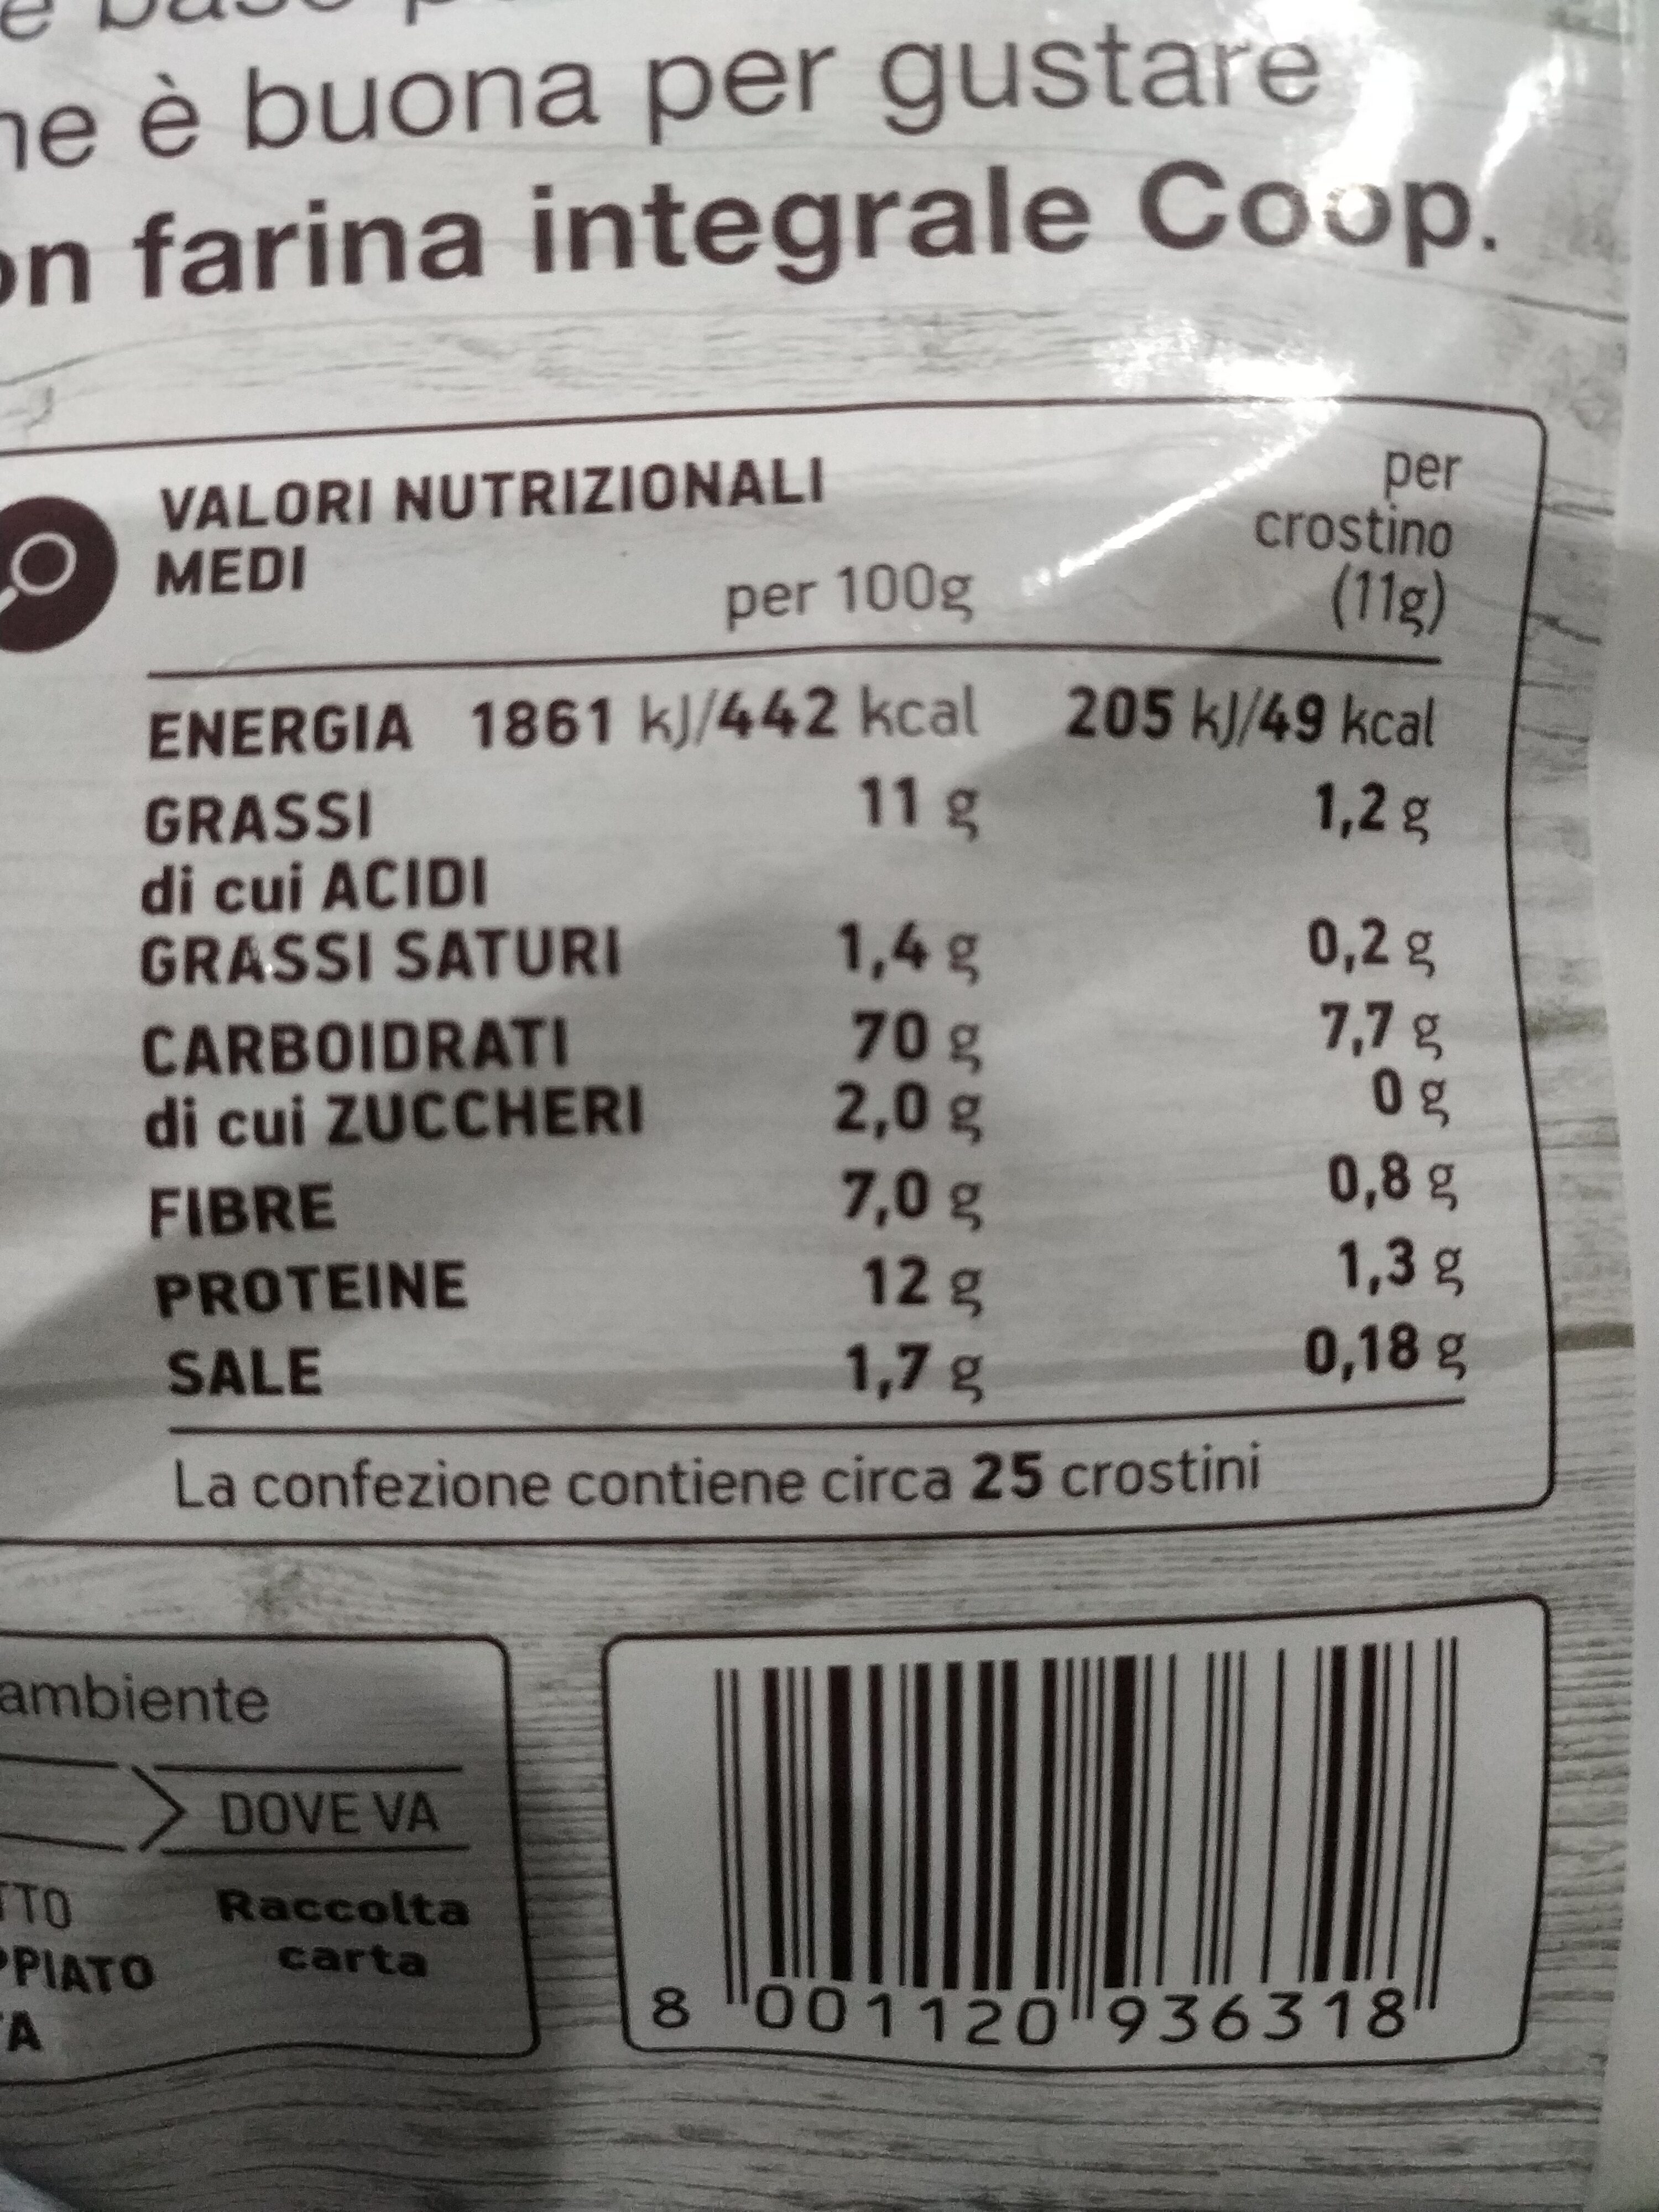 è buona per gustare
farina integrale Coop.
VALORI NUTRIZIONALI
MEDI
per 100g
per
crostino
(11g)
ENERGIA 1861 kJ/442 kcal 205 kJ/49 kcal
GRASSI 11 g 1,2 g
di cui ACIDI
GRASSI SATURI 1,4 g 0,2 g
CARBOIDRATI 70 g 7,7 g
di cui ZUCCHERI 2,0 g 0 g
FIBRE 7,0 g 0,8 g
PROTEINE 12 g 1,3 g
SALE 1,7 g 0,18 g
La confezione contiene circa 25 crostini
ambiente
DOVE VA
Raccolta
carta
8 001120 936318